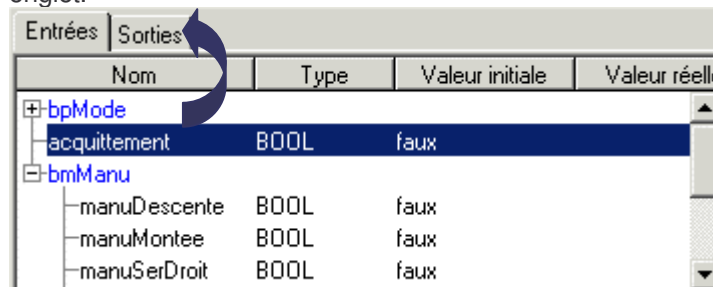 onglet.
Entrées Sorties
Nom Type Valeur initiale Valeur réell
bpMode
acquittement BOOL faux
bmManu
manuDescente BOOL faux
manuMontee BOOL faux
manuSerDroit BOOL faux